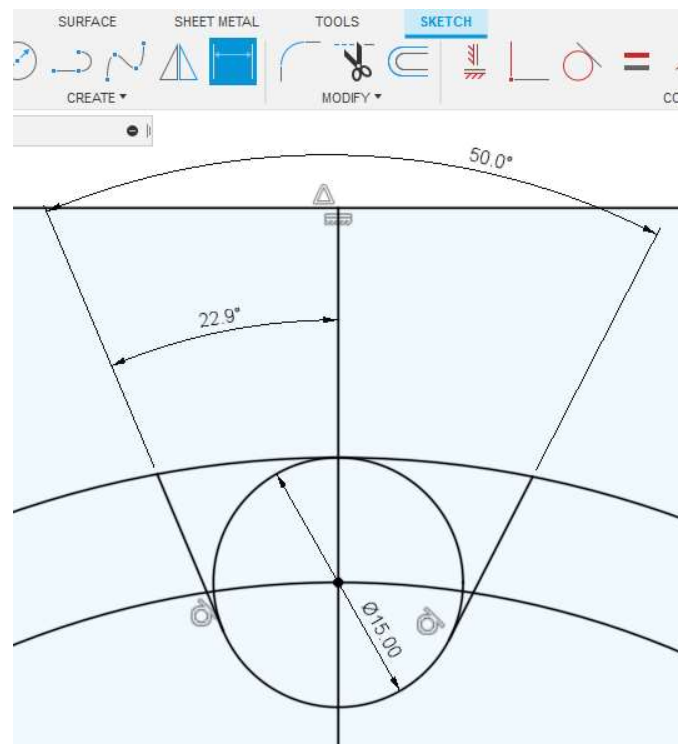 SURFACE SHEET METAL TOOLS SKETCH
CREATE ▼ MODIFY ▼ CO
50.0°
22.9°
Ø15.00